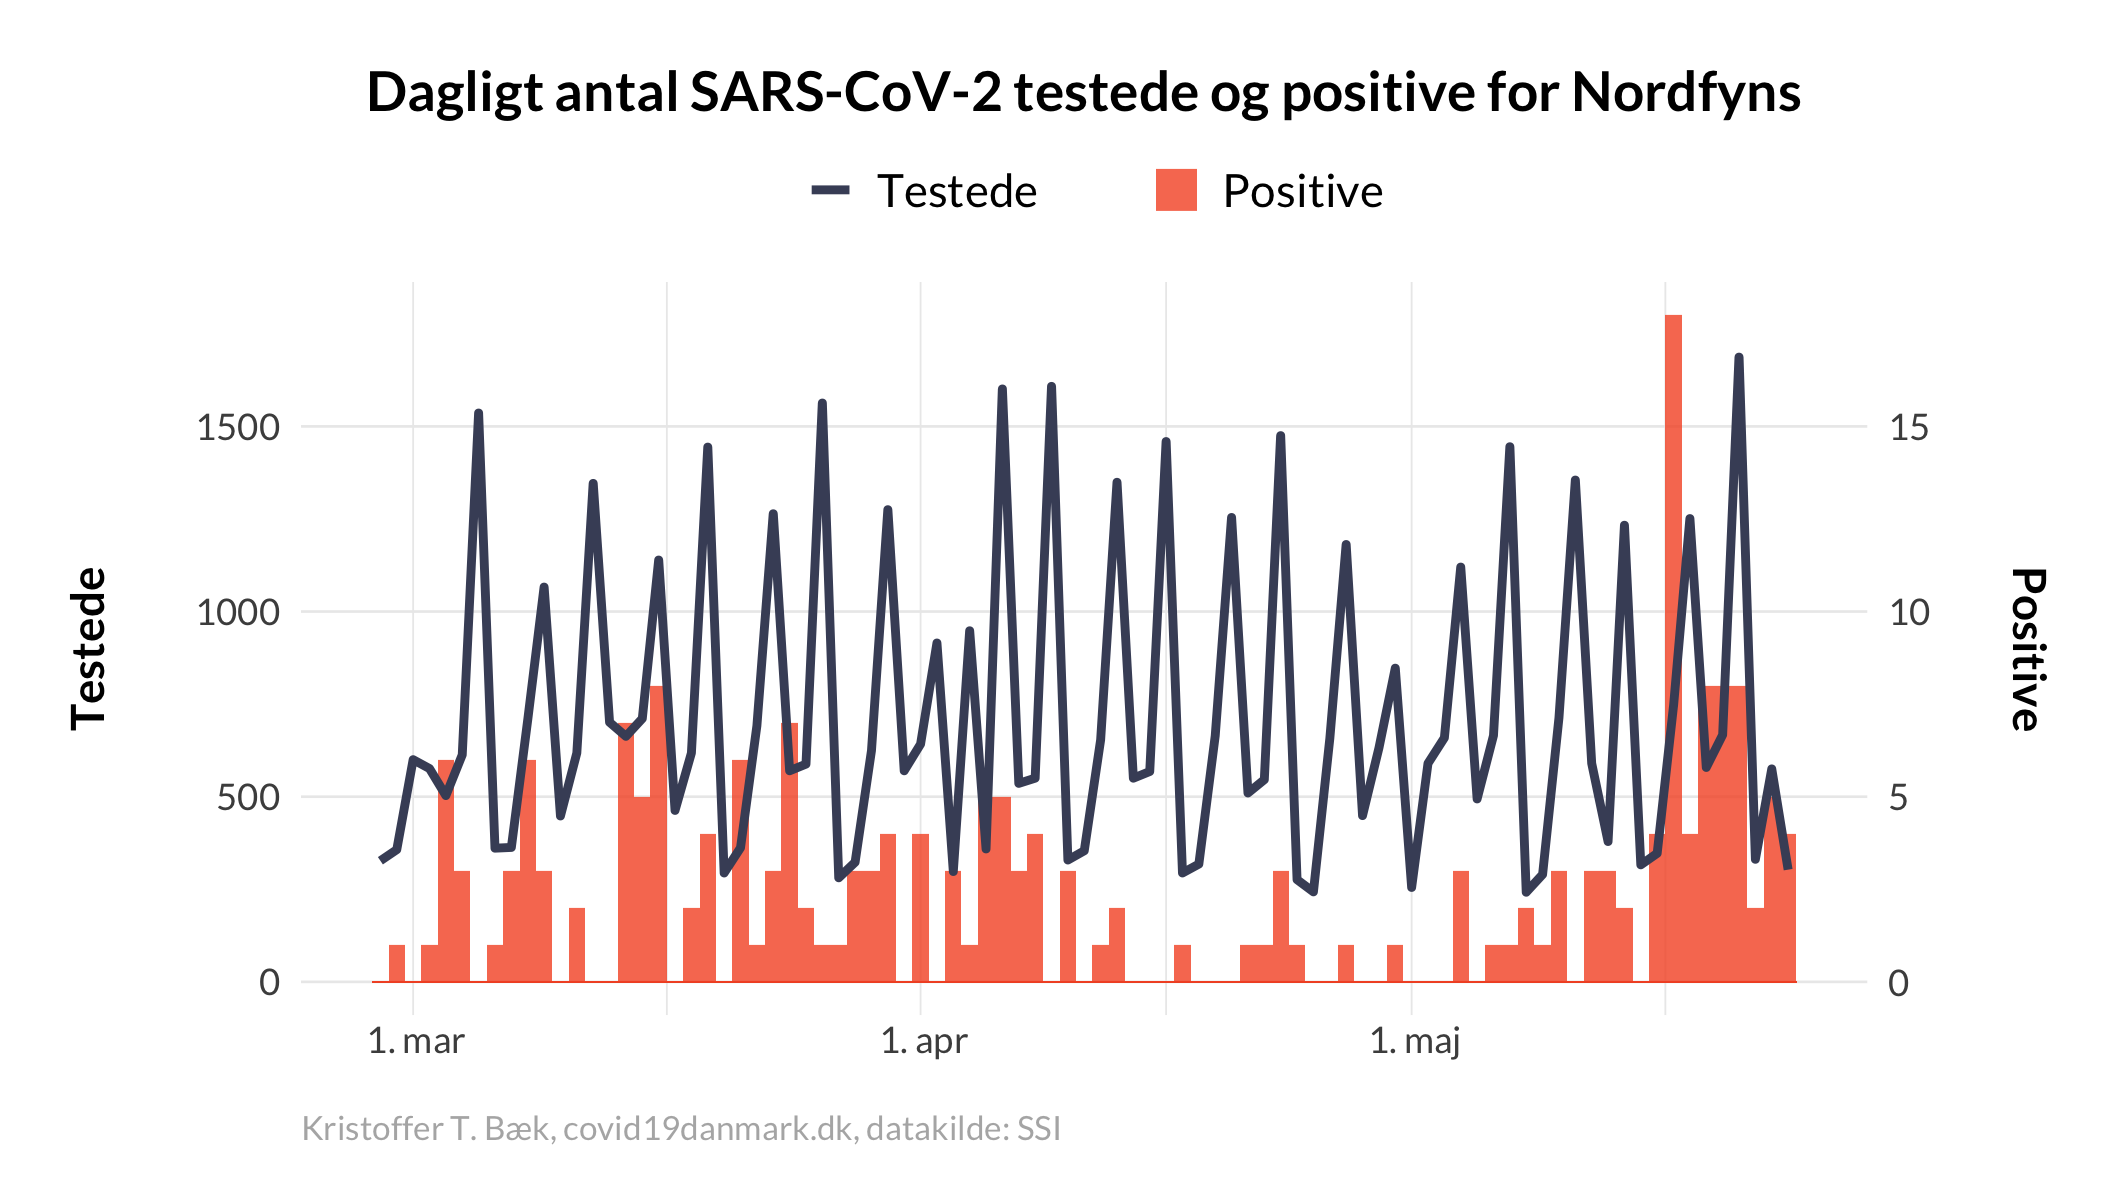 Dagligt antal SARS-CoV-2 testede og positive for Nordfyns
Testede
Positive
Testede
1500
1000
500
0
15
10
5
0
Positive
1. mar
1. apr
1. maj
Kristoffer T. Bæk, covid19danmark.dk, datakilde: SSI